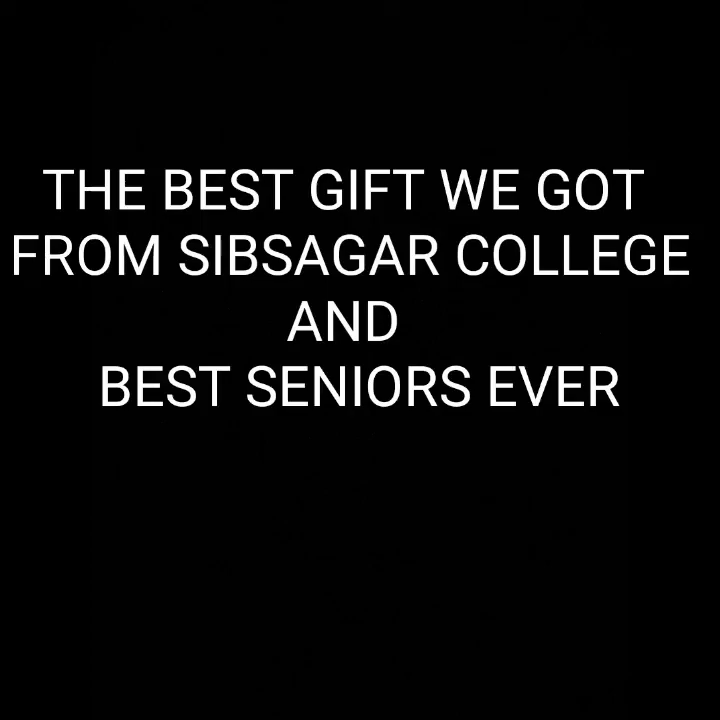 THE BEST GIFT WE GOT
FROM SIBSAGAR COLLEGE
AND
BEST SENIORS EVER